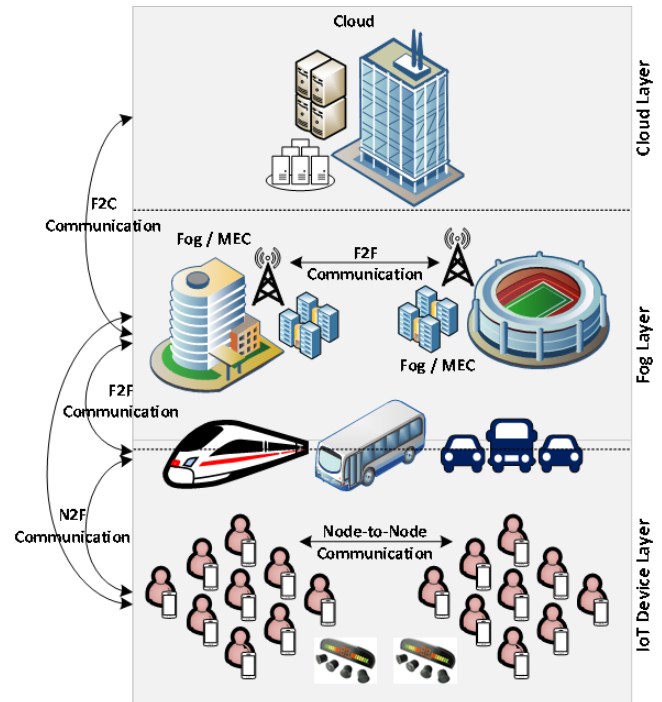 Cloud
Cloud Layer
F2C
Communication
Fog / MEC
F2F
Communication
Fog / MEC
Fog Layer
F2F
Communication
N2F
Communication
Node-to-Node
Communication
IoT Device Layer